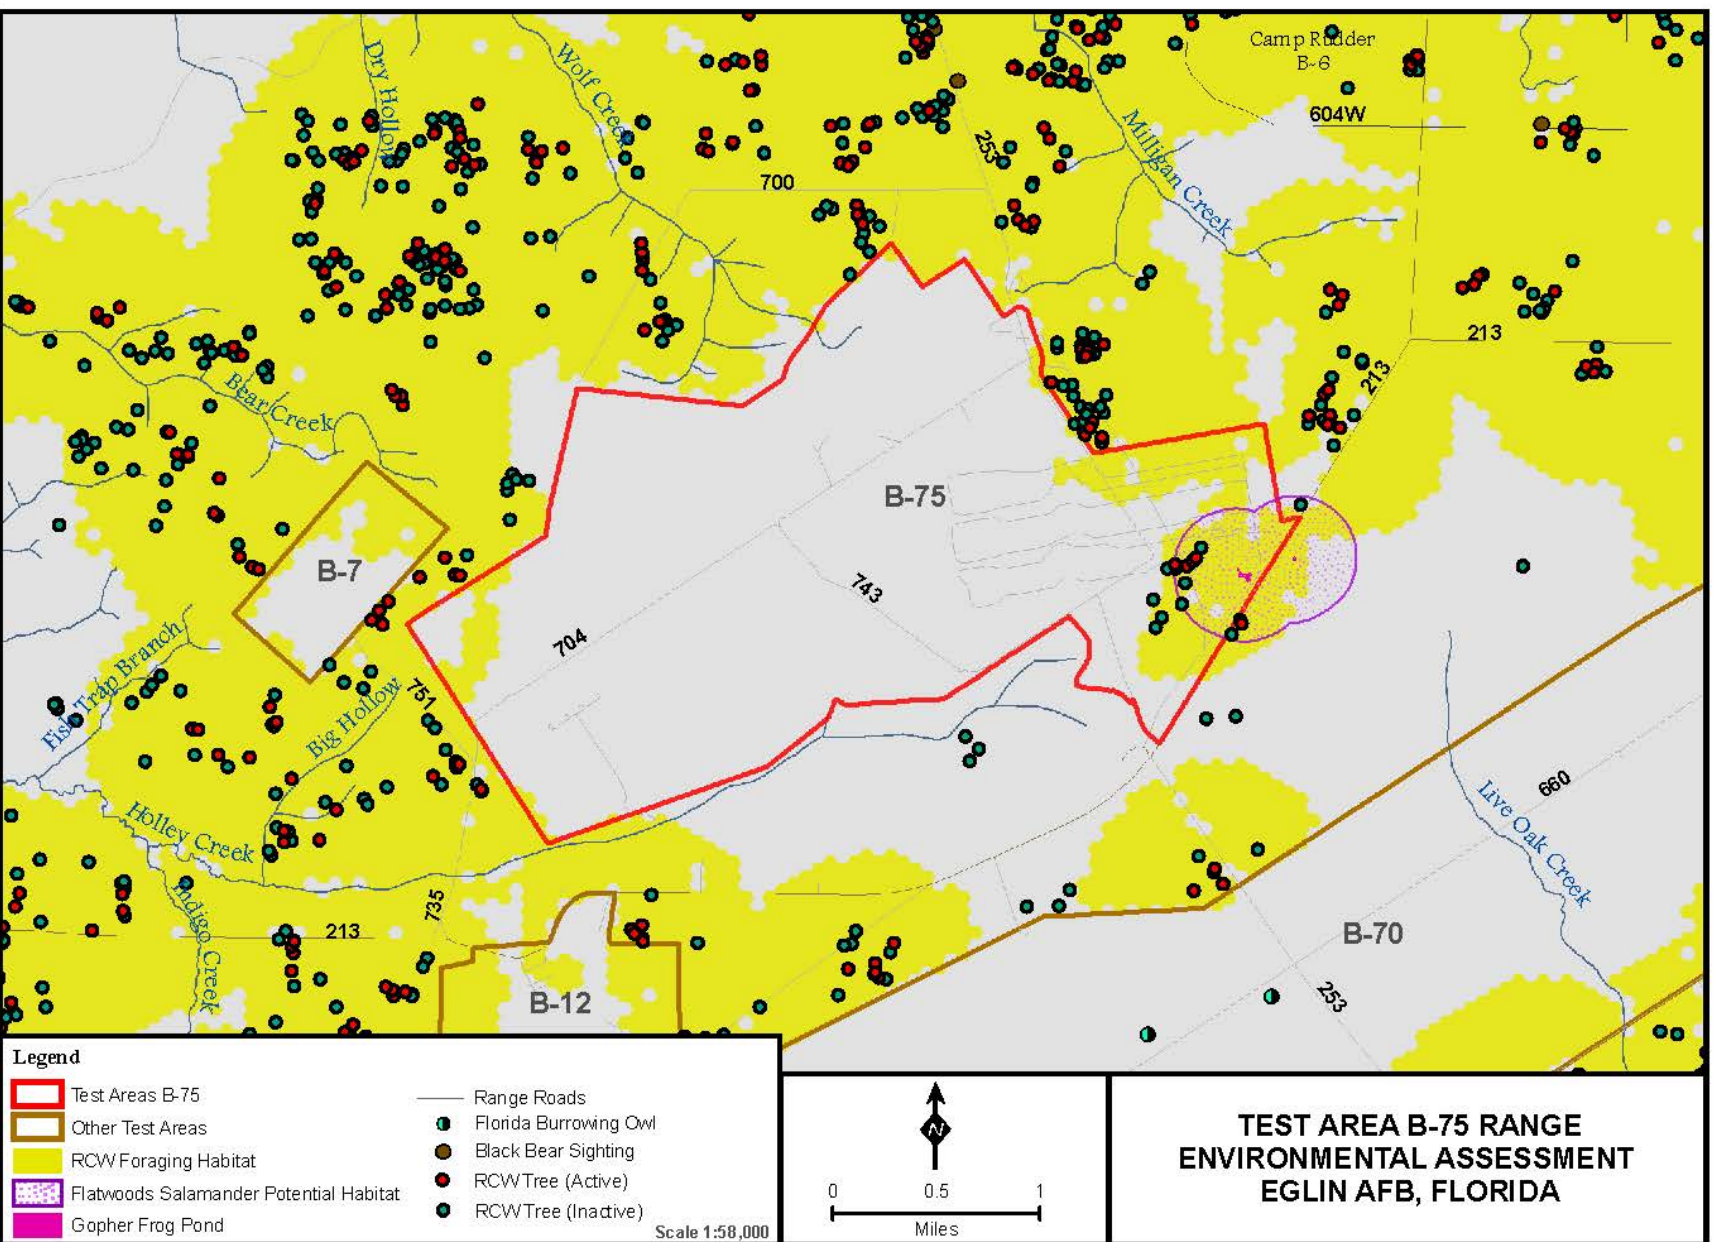 Camp Rudder
B-6
Dry Hollow
Wolf Creek
604W
253
Milligan Creek
700
213
213
Bear Creek
B-75
B-7
743
704
Fish Trap Branch
751
Big Hollow
660
Live Oak Creek
Holley Creek
Indigo Creek
735
213
B-70
B-12
253
Legend
Test Areas B-75
Other Test Areas
RCW Foraging Habitat
Flatwoods Salamander Potential Habitat
Gopher Frog Pond
Range Roads
Florida Burrowing Owl
Black Bear Sighting
RCW Tree (Active)
RCW Tree (Inactive)
Scale 1:58,000
N
0 0.5 1
Miles
TEST AREA B-75 RANGE
ENVIRONMENTAL ASSESSMENT
EGLIN AFB, FLORIDA